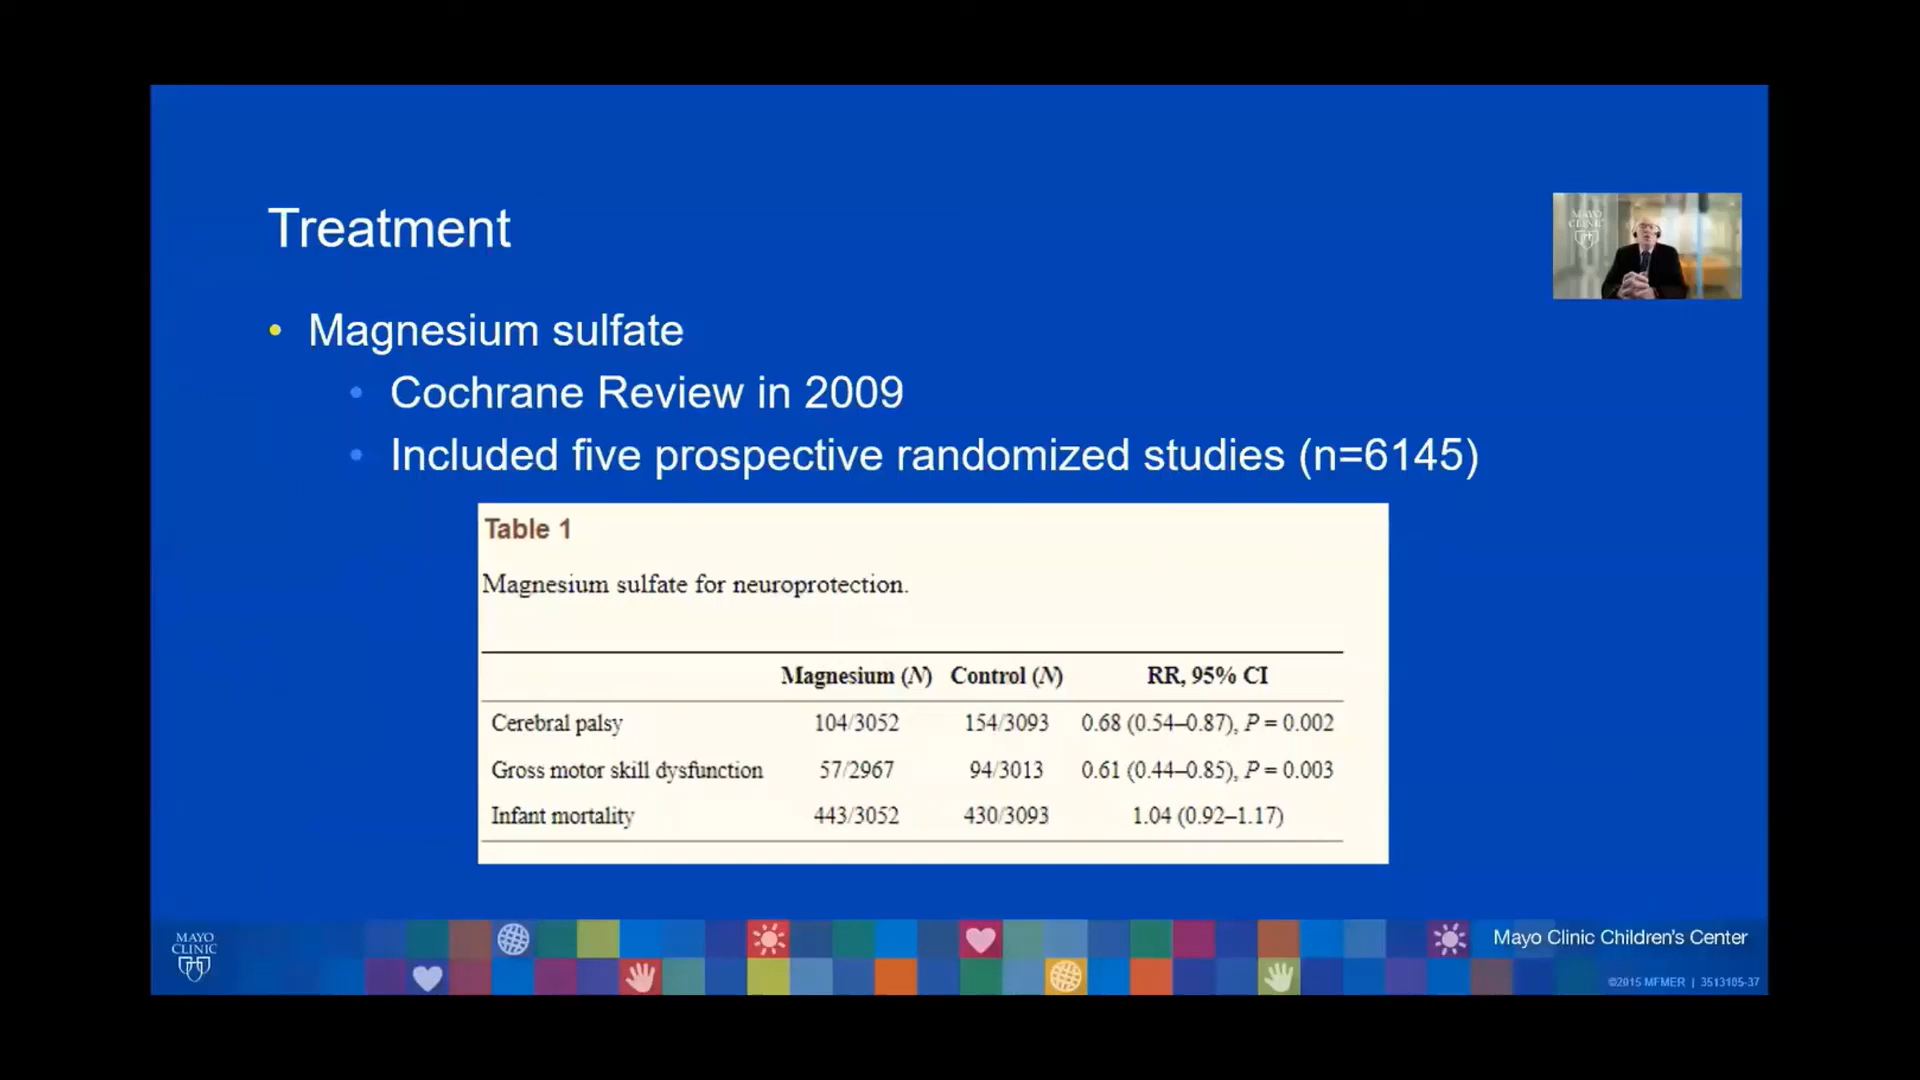 Treatment
MAYO
CLINIC
• Magnesium sulfate
• Cochrane Review in 2009
• Included five prospective randomized studies (n=6145)
Table 1
Magnesium sulfate for neuroprotection.
Magnesium (N) Control (N) RR, 95% CI
Cerebral palsy 104/3052 154/3093 0.68 (0.54–0.87), P = 0.002
Gross motor skill dysfunction 57/2967 94/3013 0.61 (0.44–0.85), P = 0.003
Infant mortality 443/3052 430/3093 1.04 (0.92–1.17)
MAYO
CLINIC
Mayo Clinic Children's Center
©2015 MFMER | 3513105-37